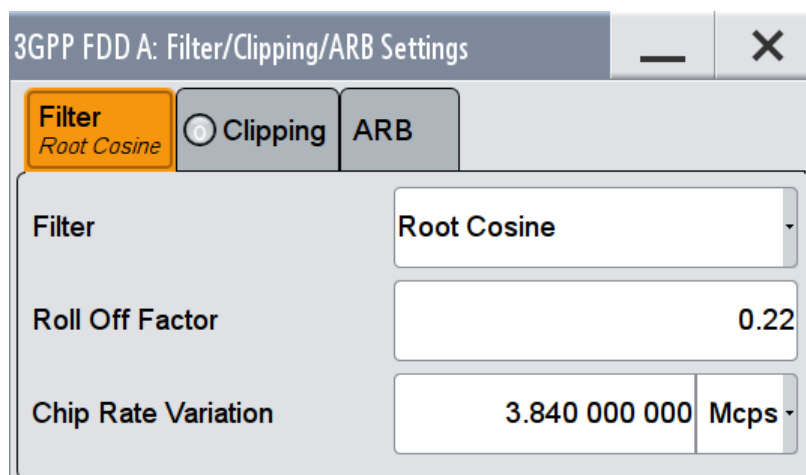 3GPP FDD A: Filter/Clipping/ARB Settings
Filter
Root Cosine
O Clipping
ARB
Filter Root Cosine
Roll Off Factor 0.22
Chip Rate Variation 3.840 000 000 Mcps